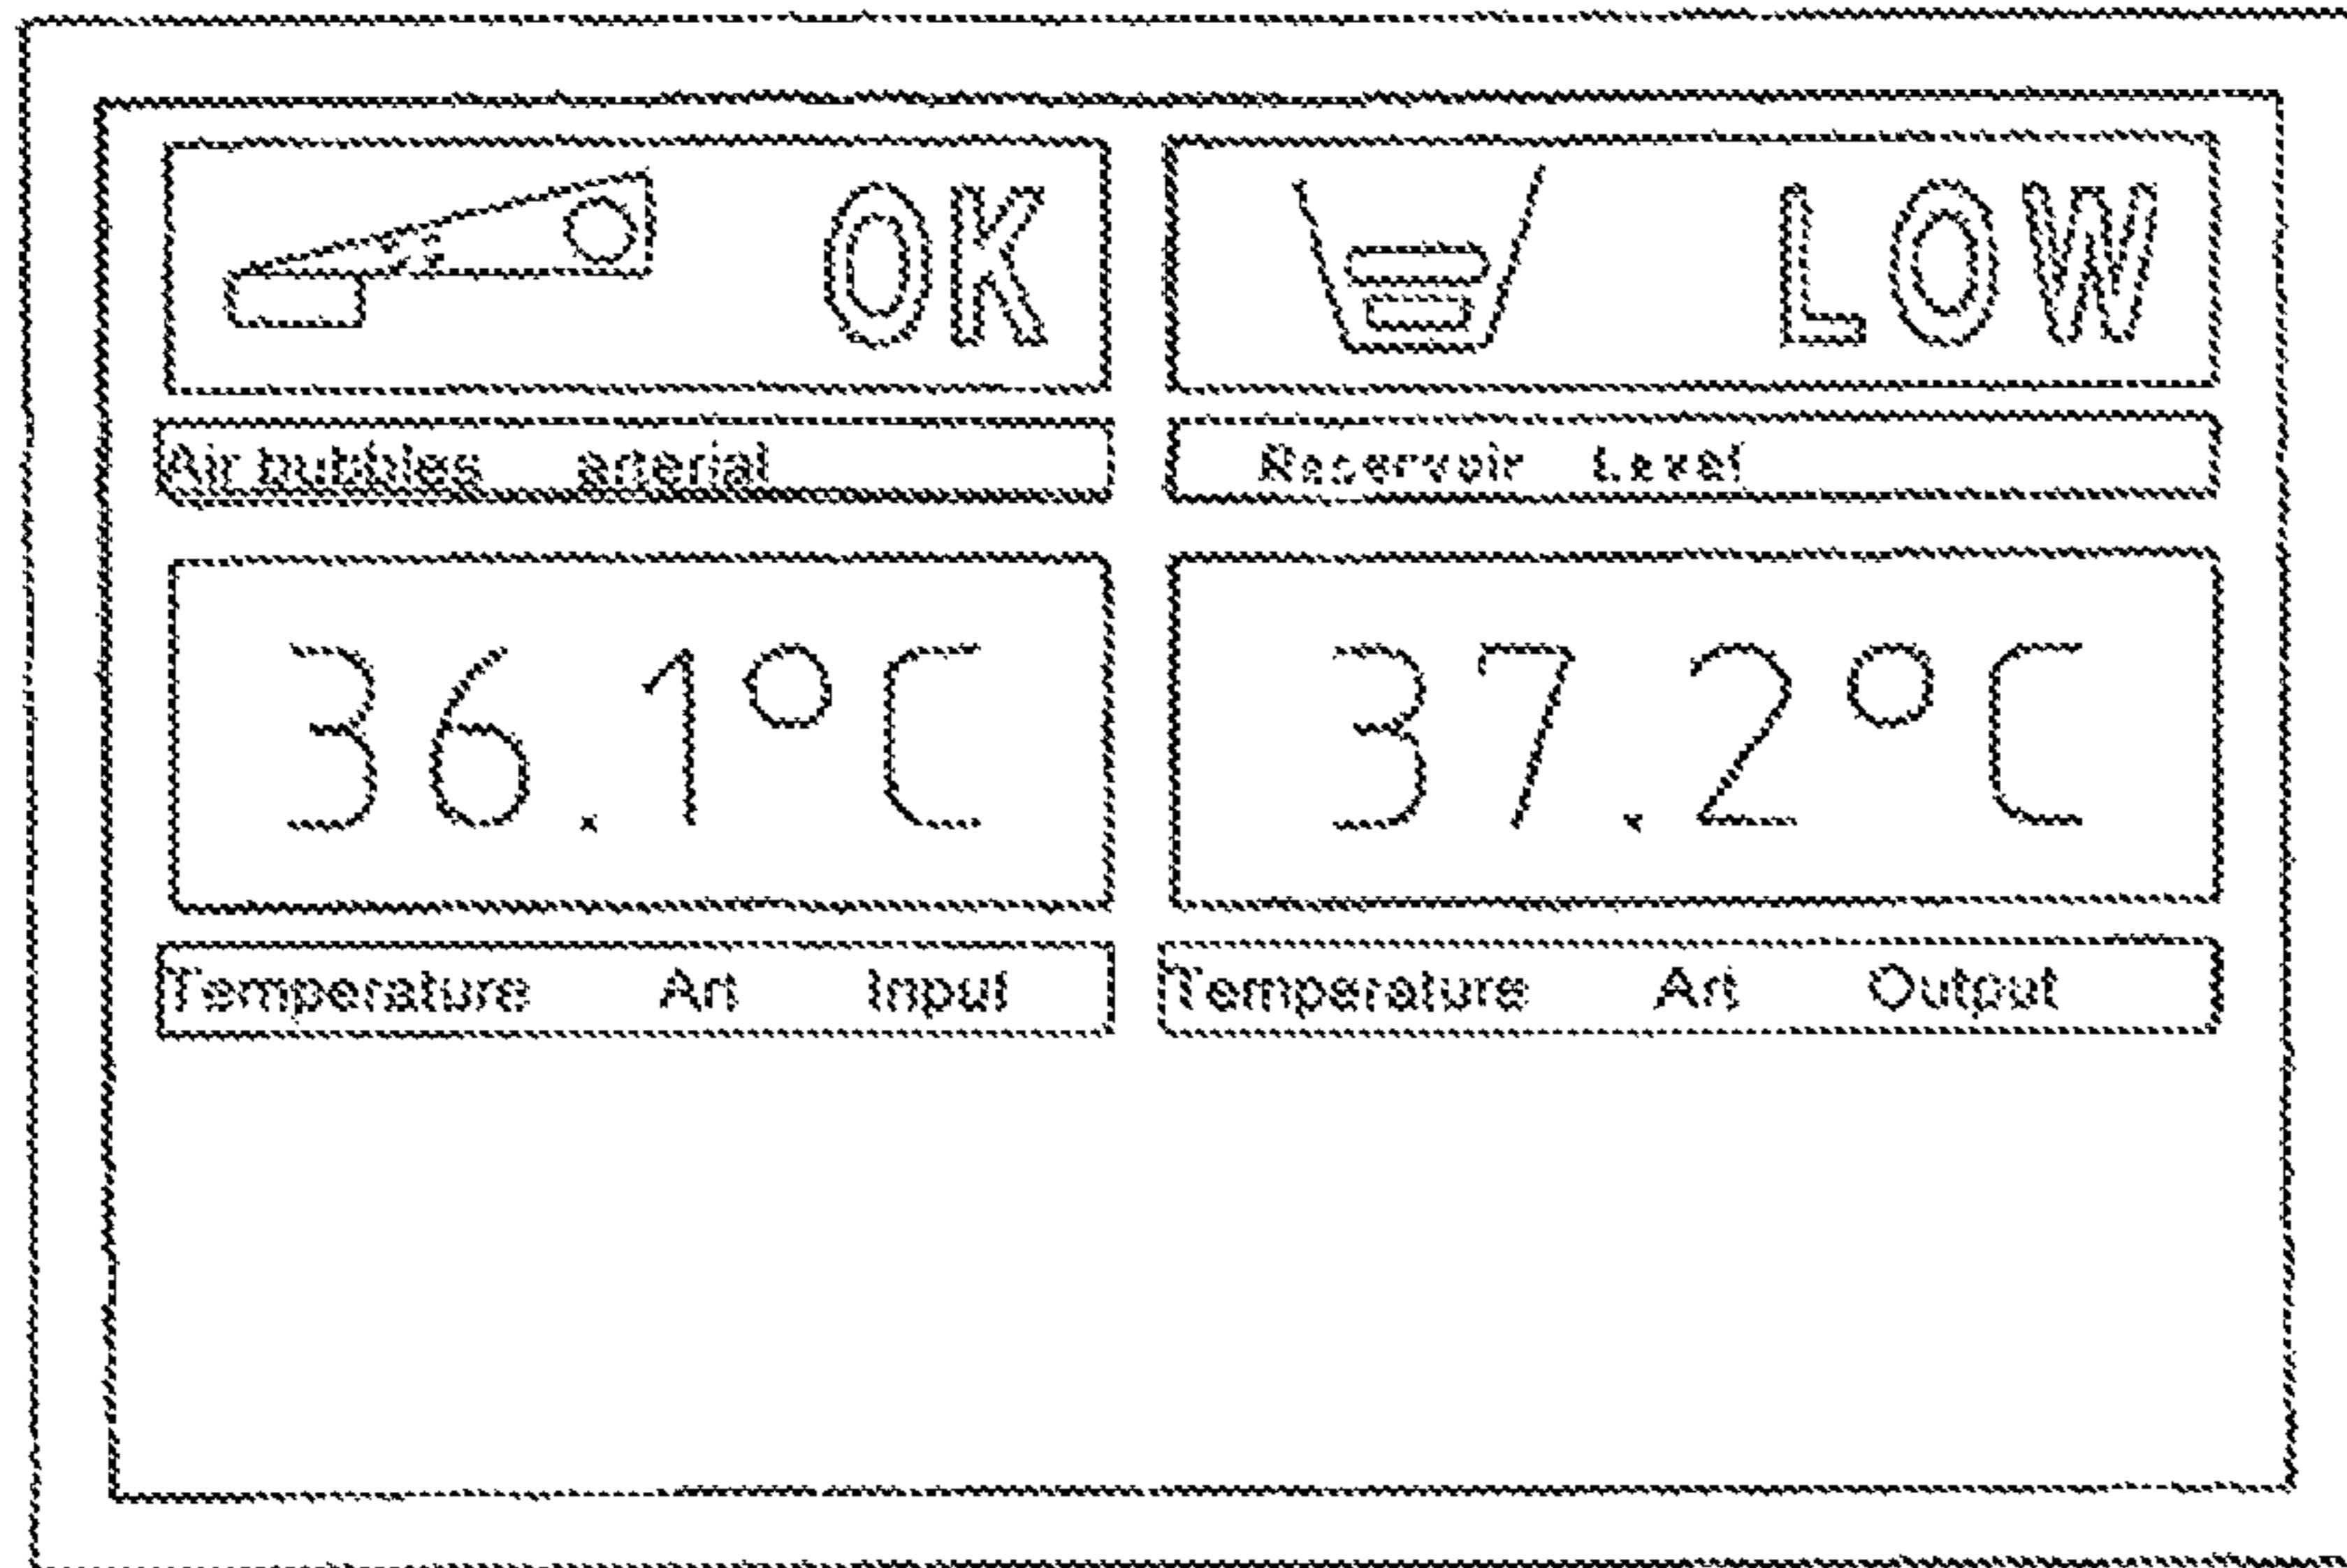 OK LOW
Air bubbles arterial Reservoir Level
36.1°C 37.2°C
Temperature Art Input Temperature Art Output